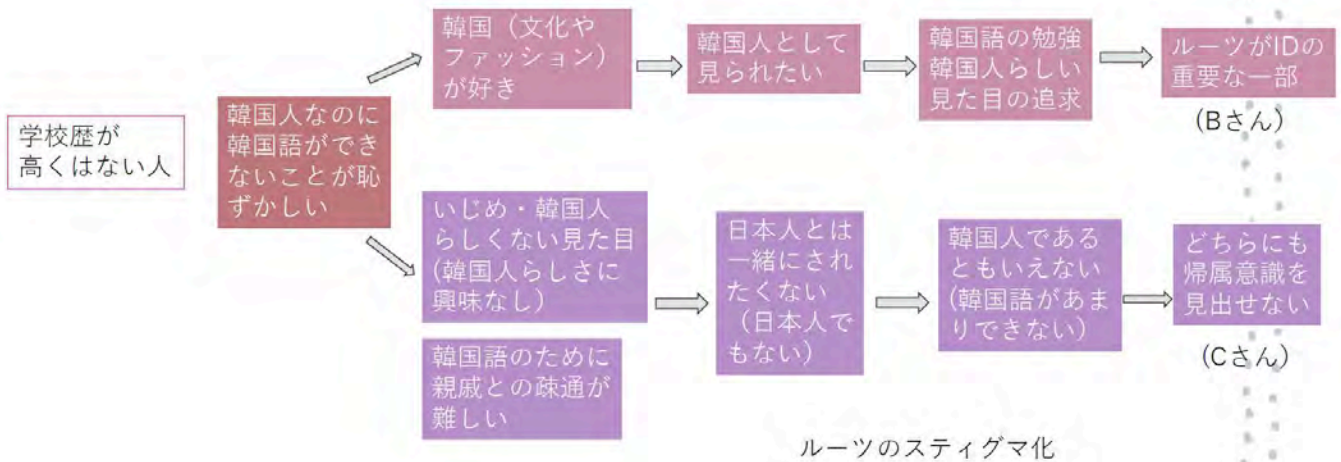 学校歴が
高くはない人
韓国人なのに
韓国語ができ
ないことが恥
ずかしい
韓国（文化や
ファッション）
が好き
韓国人として
見られたい
韓国語の勉強
韓国人らしい
見た目の追求
ルーツがIDの
重要な一部
(Bさん)
いじめ・韓国人
らしくない見た目
(韓国人らしさに
興味なし)
韓国語のために
親戚との疎通が
難しい
日本人とは
一緒にされ
たくない
（日本人で
もない）
韓国人である
ともいえない
(韓国語があま
りできない)
どちらにも
帰属意識を
見出せない
(Cさん)
ルーツのスティグマ化